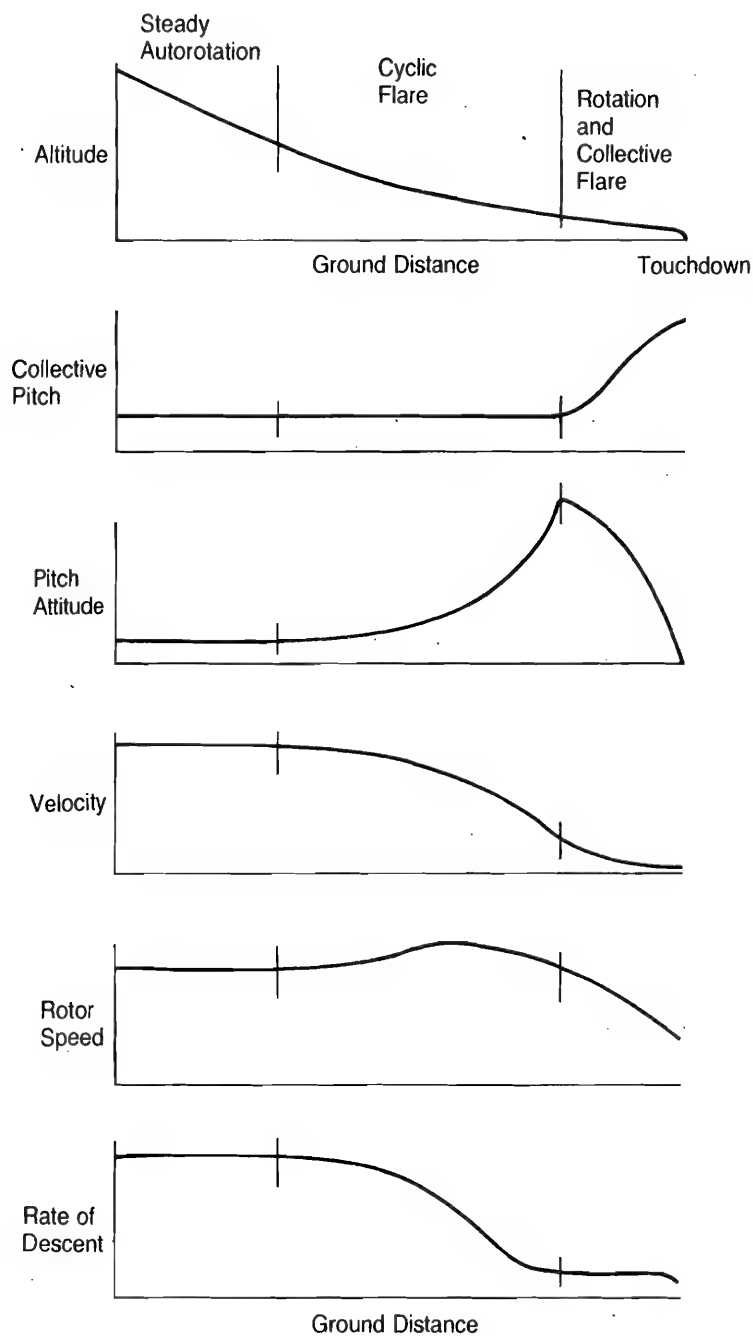 Steady
Autorotation
Cyclic
Flare
Rotation
and
Collective
Flare
Altitude
Ground Distance
Touchdown
Collective
Pitch
Pitch
Attitude
Velocity
Rotor
Speed
Rate of
Descent
Ground Distance